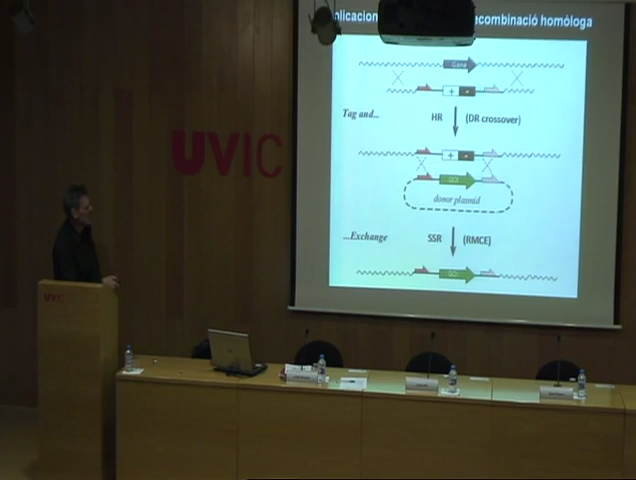 plicacion ecombinació homòloga
Gene
+ -
Tag and... HR (DR crossover)
+ -
GOI
donor plasmid
...Exchange SSR (RMCE)
GOI
UVIC
UVIC